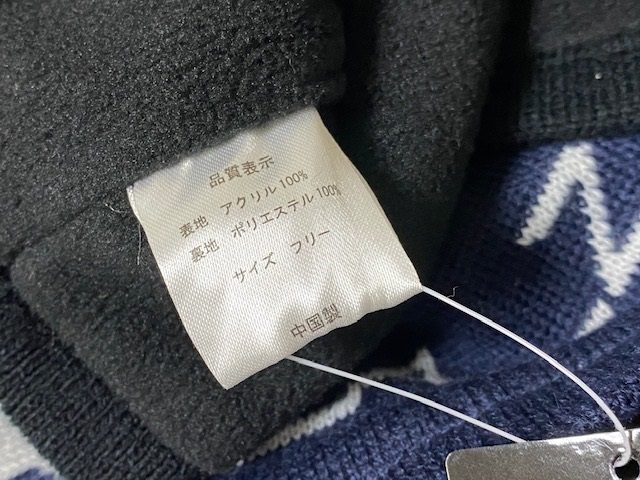 品質表示
表地 アクリル100%
裏地 ポリエステル100%
サイズ フリー
中国製